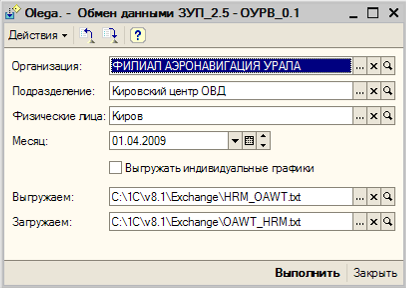 Olega. - Обмен данными ЗУП_2.5 - ОУРВ_0.1
Действия
Организация: ФИЛИАЛ АЭРОНАВИГАЦИЯ УРАЛА
Подразделение: Кировский центр ОВД
Физические лица: Киров
Месяц: 01.04.2009
Выгружать индивидуальные графики
Выгружаем: C:\1C\v8.1\Exchange\HRM_OAWT.txt
Загружаем: C:\1C\v8.1\Exchange\OAWT_HRM.txt
Выполнить Закрыть